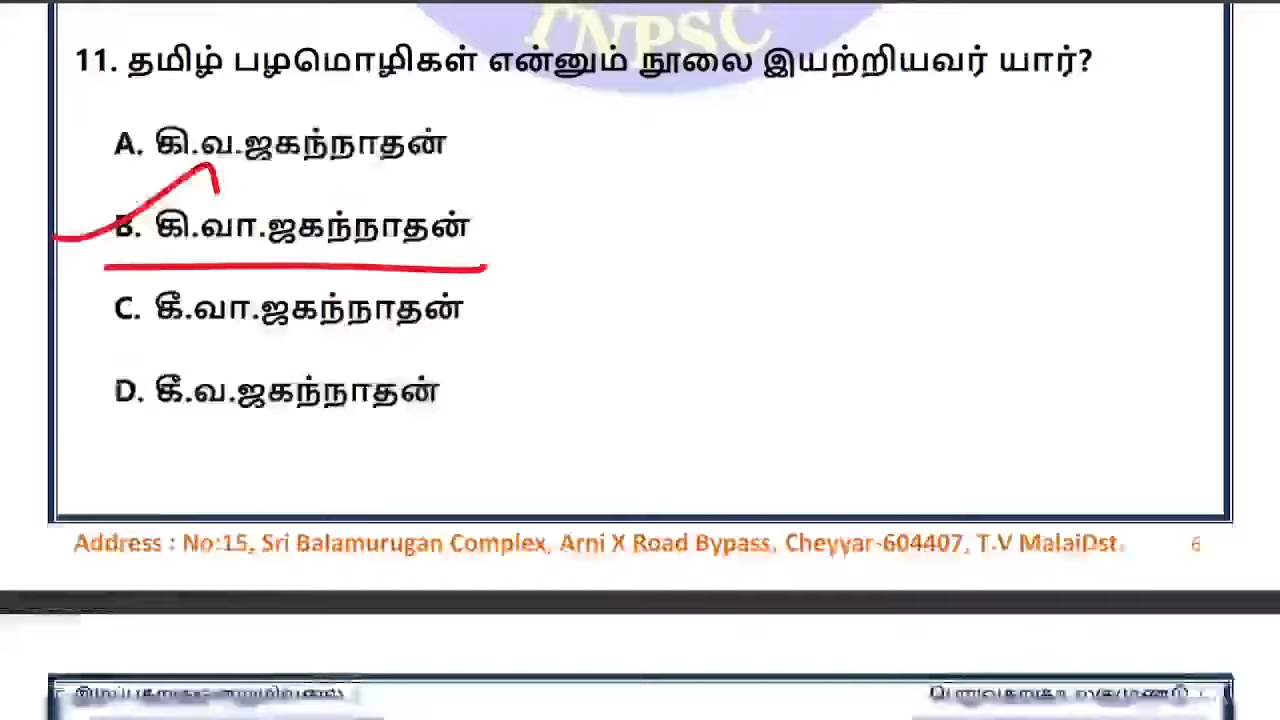 TNPSC
11. தமிழ் பழமொழிகள் என்னும் நூலை இயற்றியவர் யார்?
A. கி.வ.ஜகந்நாதன்
B. கி.வா.ஜகந்நாதன்
C. கீ.வா.ஜகந்நாதன்
D. கீ.வ.ஜகந்நாதன்
Address : No:15, Sri Balamurugan Complex, Arni X Road Bypass, Cheyyar-604407, T.V MalaiDst. 6